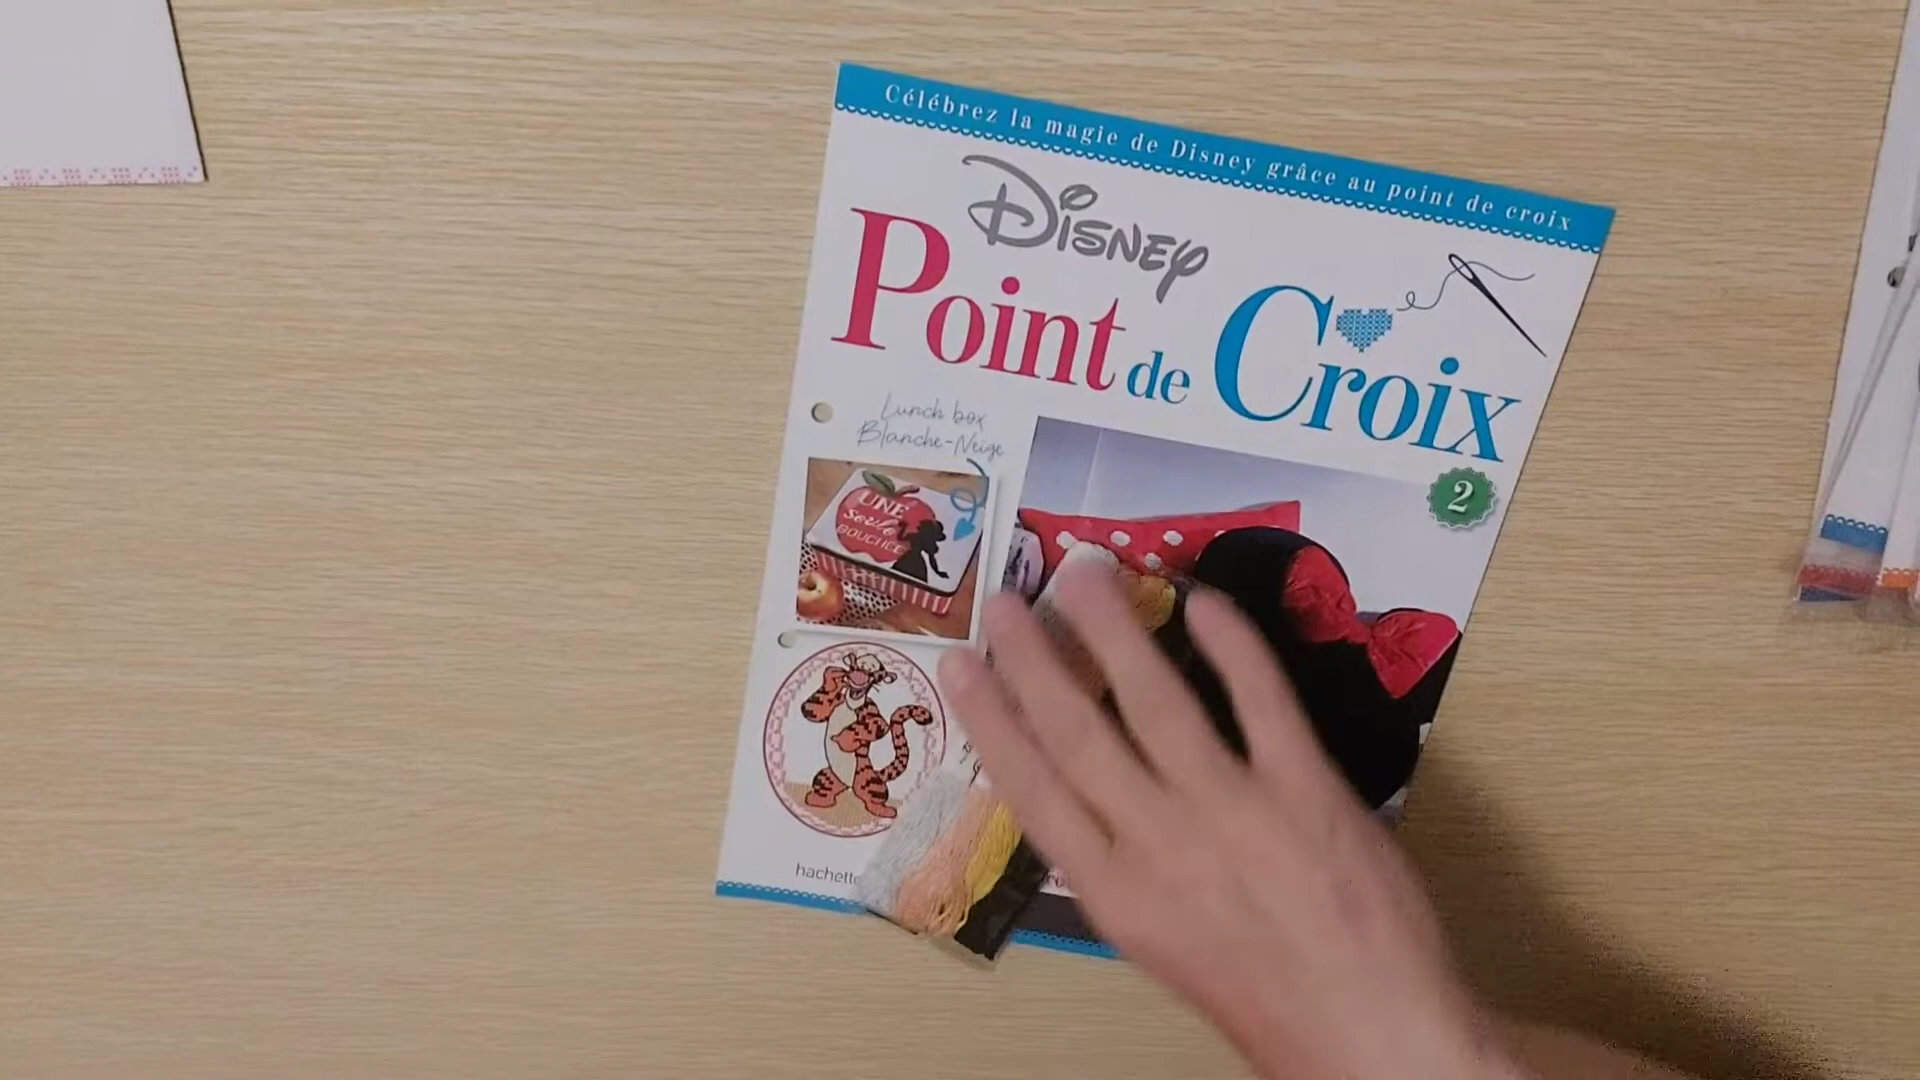 Célébrez la magie de Disney grâce au point de croix
Disney
Point de Croix
Lunch box
Blanche-Neige
2
UNE
seule
BOUCHÉE
hachette